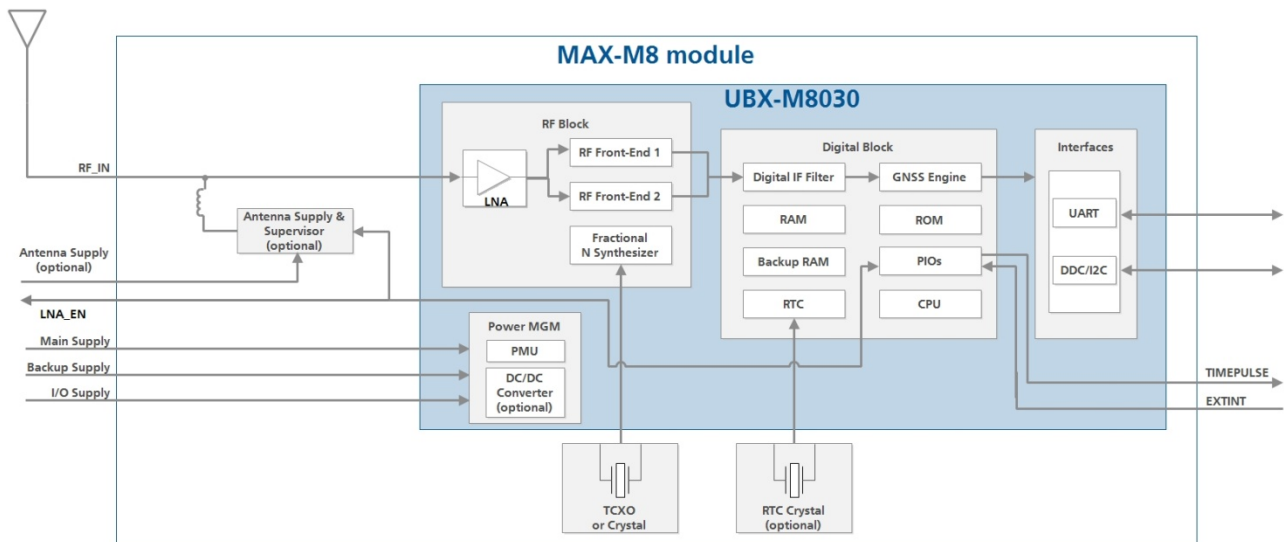 MAX-M8 module
UBX-M8030
RF Block
RF_IN
LNA
RF Front-End 1
RF Front-End 2
Fractional
N Synthesizer
Digital Block
Digital IF Filter
GNSS Engine
RAM
ROM
Backup RAM
PIOs
RTC
CPU
Interfaces
UART
DDC/I2C
Antenna Supply &
Supervisor
(optional)
Antenna Supply
(optional)
LNA_EN
Main Supply
Backup Supply
I/O Supply
Power MGM
PMU
DC/DC
Converter
(optional)
TIMEPULSE
EXTINT
TCXO
or Crystal
RTC Crystal
(optional)